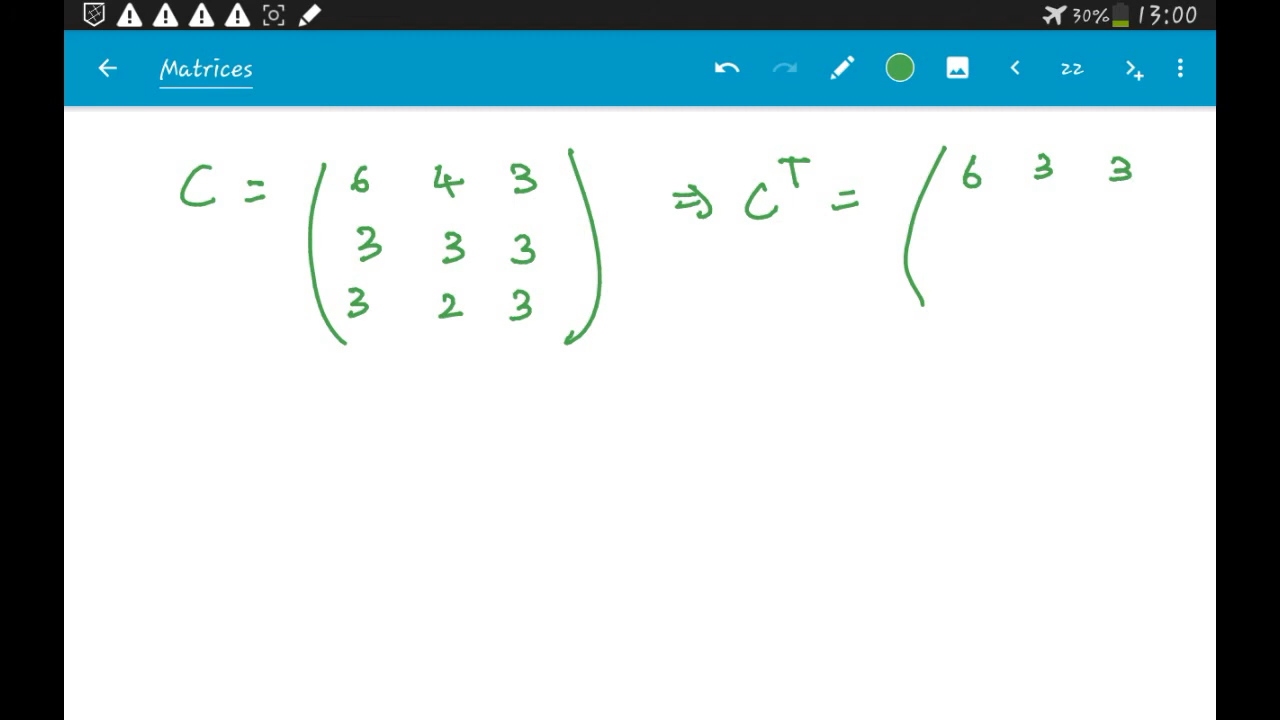 30% 13:00
Matrices 22
C = ( 6 4 3 ) ⇒ C^T = ( 6 3 3
3 3 3
3 2 3